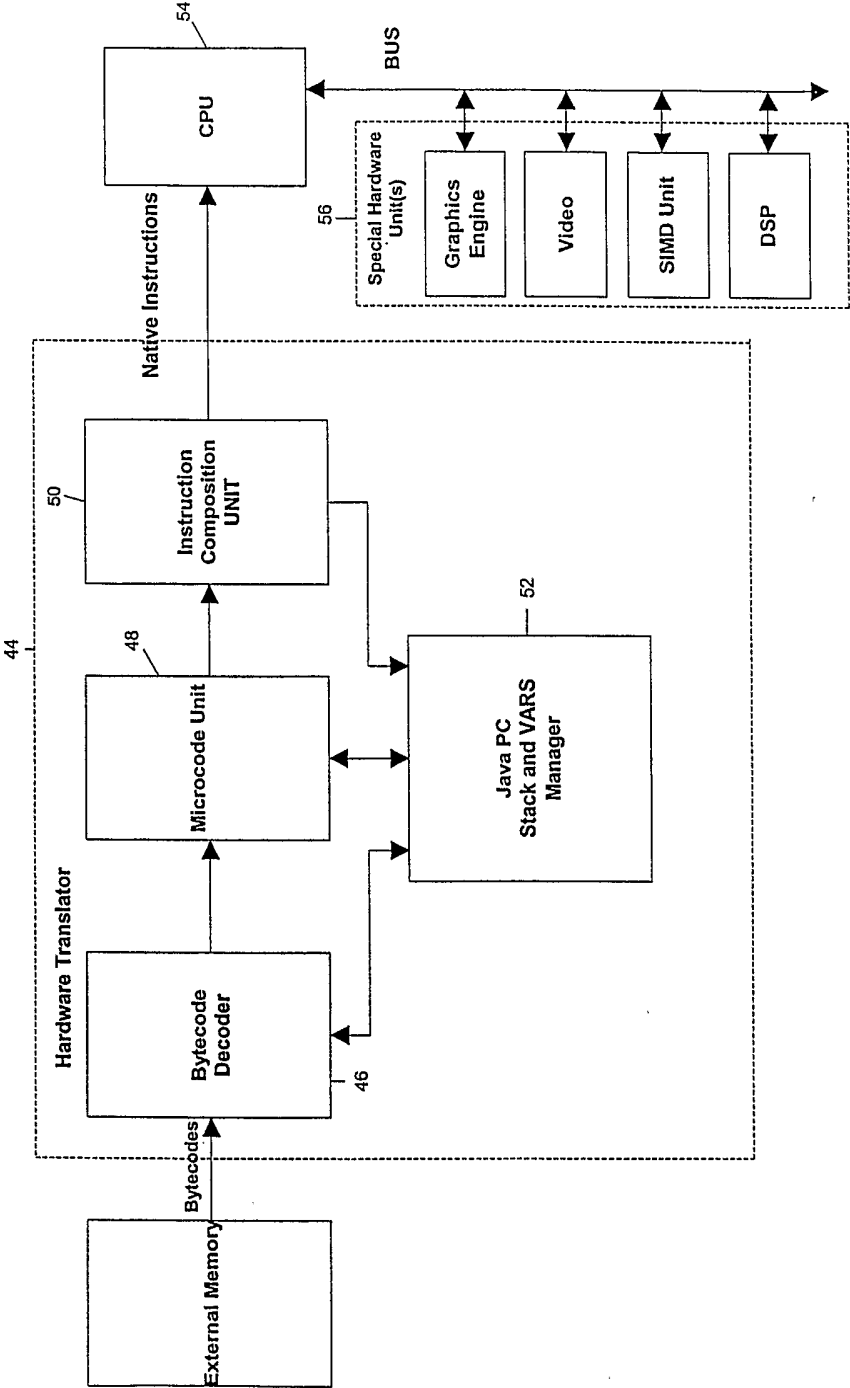 44
Hardware Translator
External Memory
Bytecodes
Bytecode
Decoder
46
Microcode Unit
48
Instruction
Composition
UNIT
50
Java PC
Stack and VARS
Manager
52
Native Instructions
CPU
54
BUS
56
Special Hardware
Unit(s)
Graphics
Engine
Video
SIMD Unit
DSP